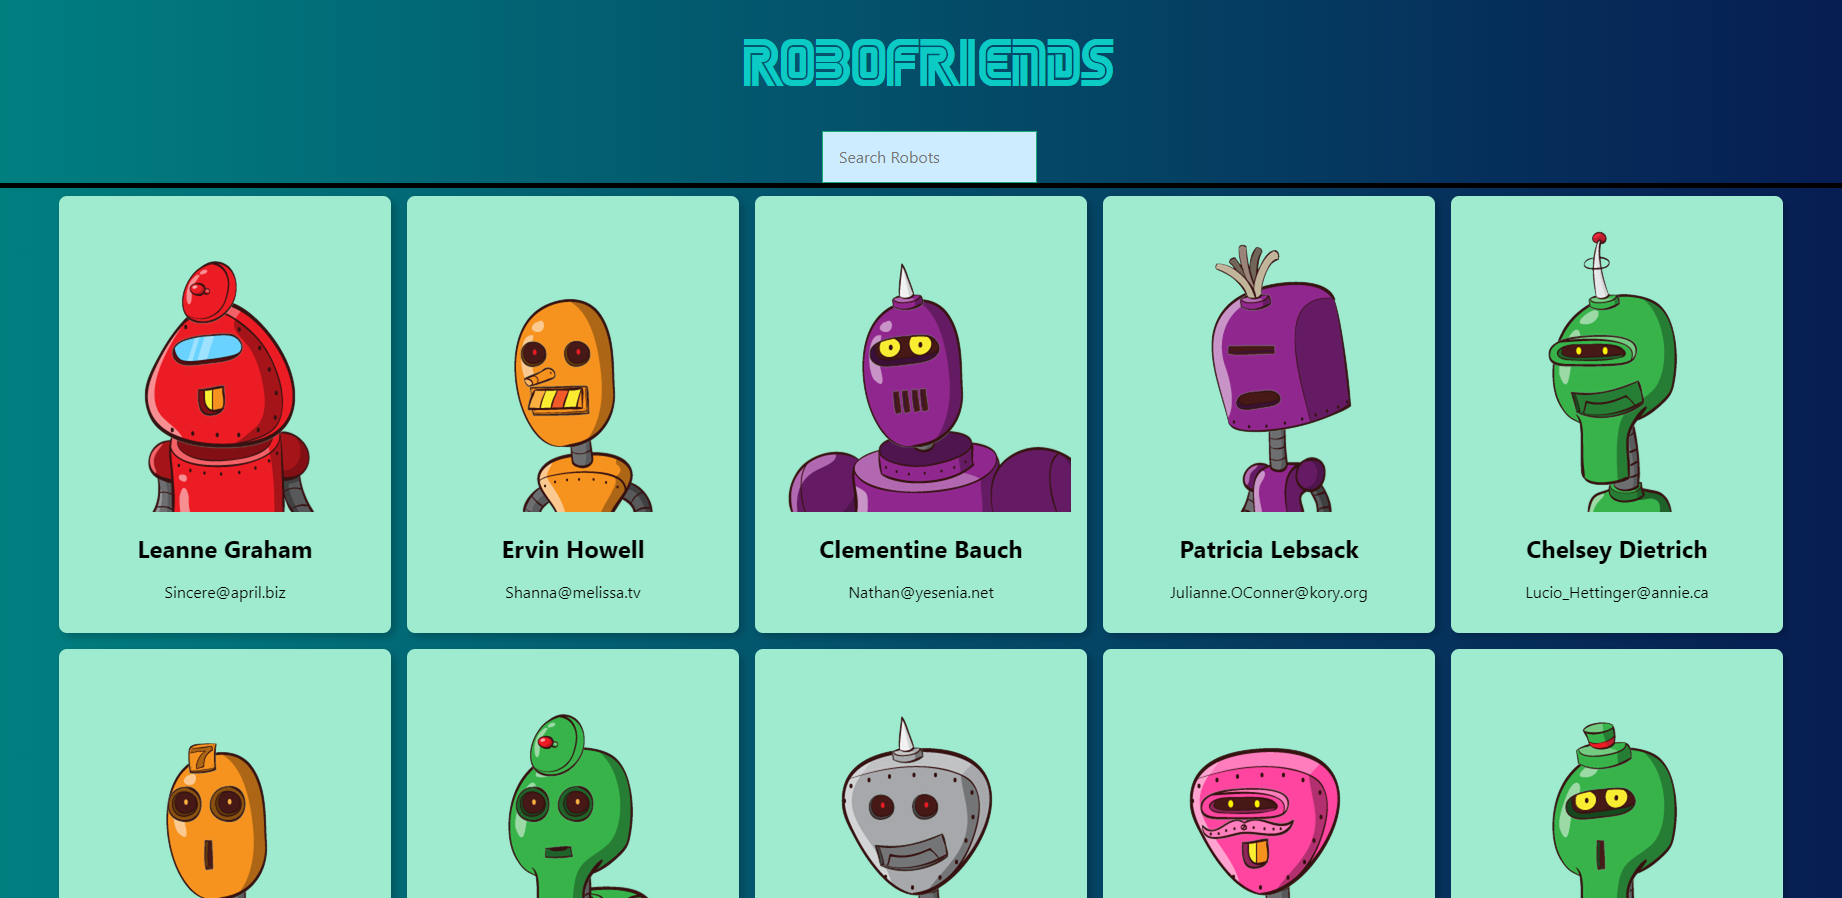 ROBOFRIENDS
Search Robots
Leanne Graham
Sincere@april.biz
Ervin Howell
Shanna@melissa.tv
Clementine Bauch
Nathan@yesenia.net
Patricia Lebsack
Julianne.OConner@kory.org
Chelsey Dietrich
Lucio_Hettinger@annie.ca
7